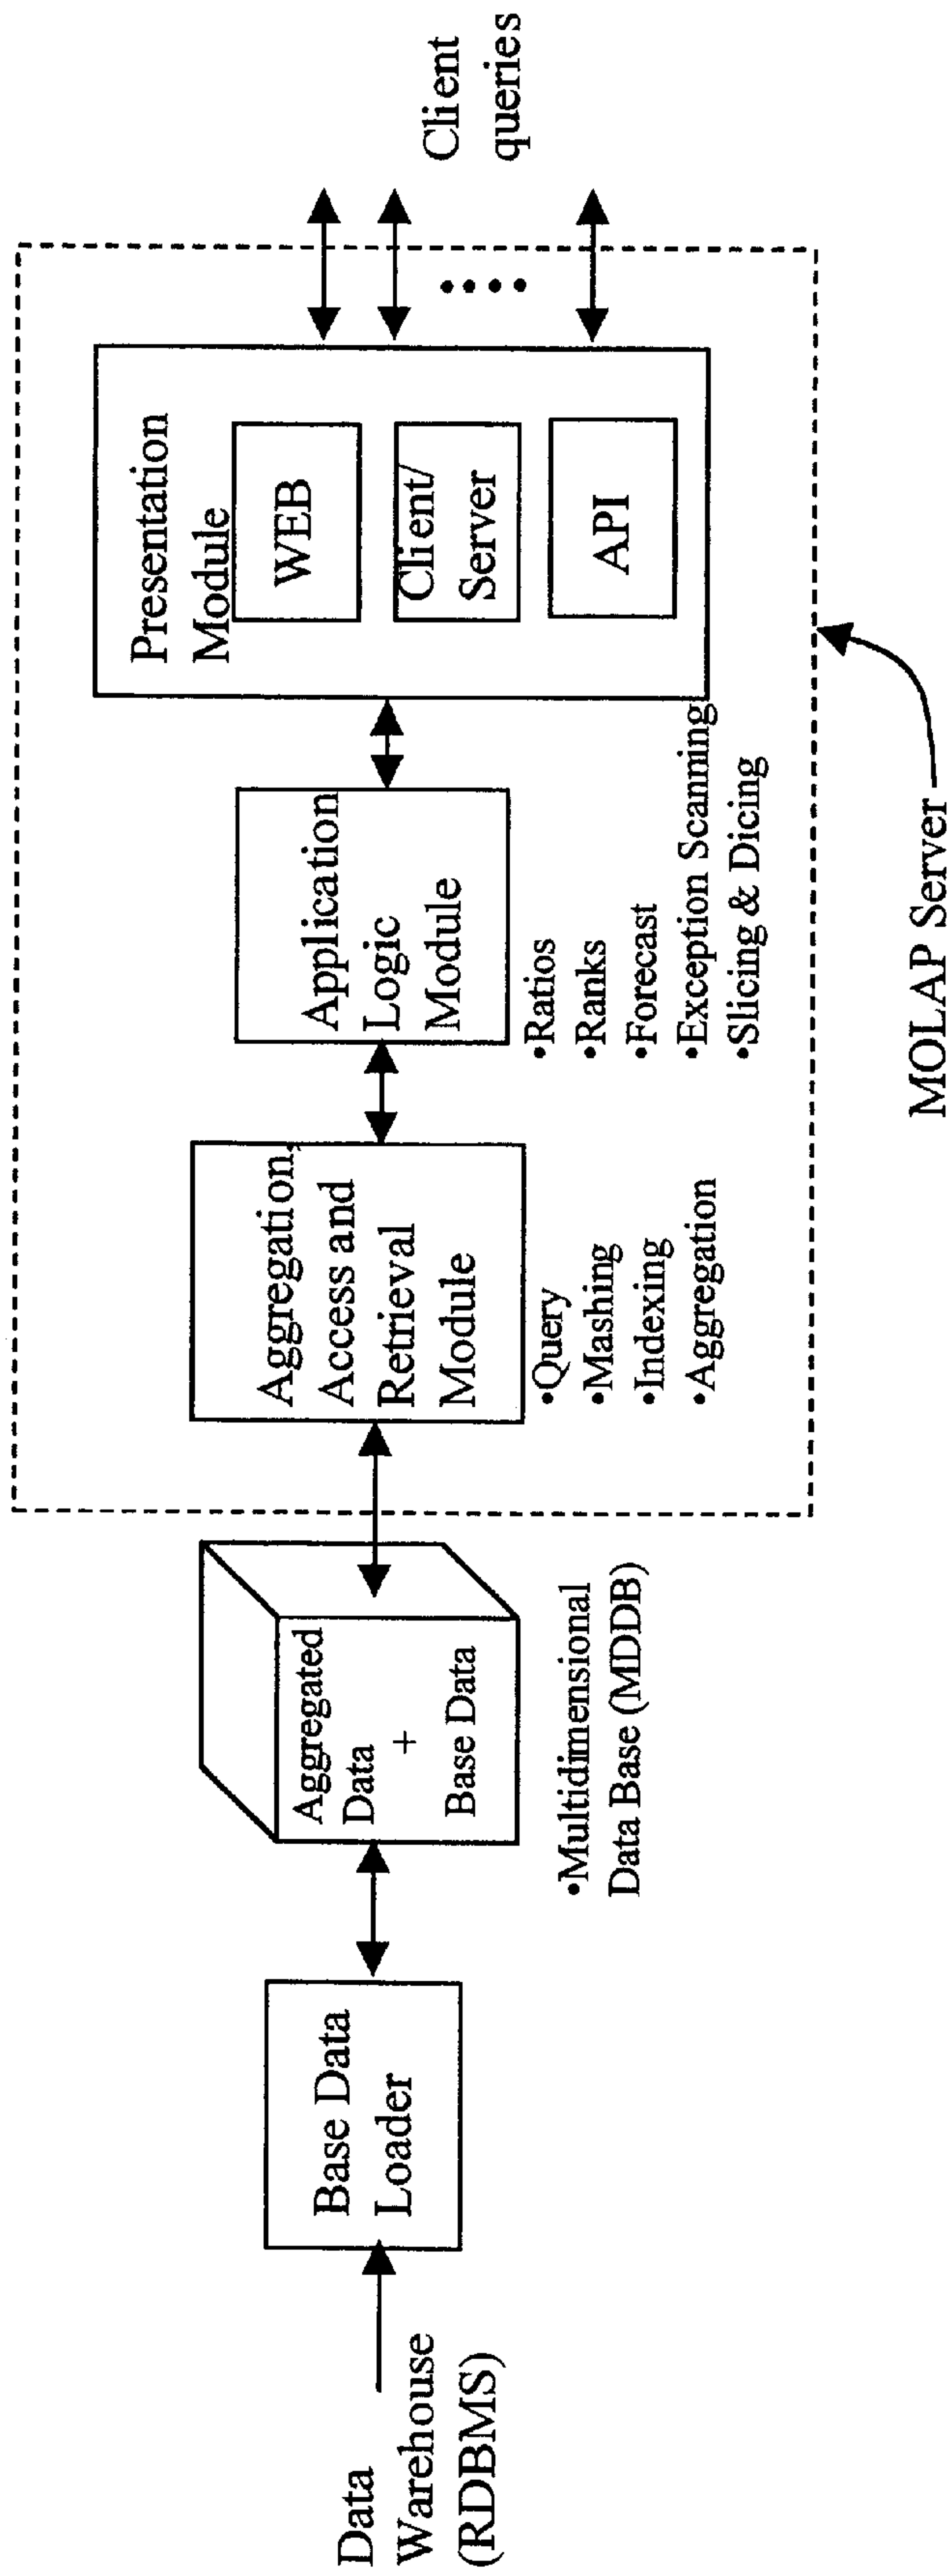 Data
Warehouse
(RDBMS)
Base Data
Loader
Aggregated
Data
+
Base Data
•Multidimensional
Data Base (MDDB)
Aggregation,
Access and
Retrieval
Module
•Query
•Mashing
•Indexing
•Aggregation
Application
Logic
Module
•Ratios
•Ranks
•Forecast
•Exception Scanning
•Slicing & Dicing
Presentation
Module
WEB
Client/
Server
API
Client
queries
MOLAP Server